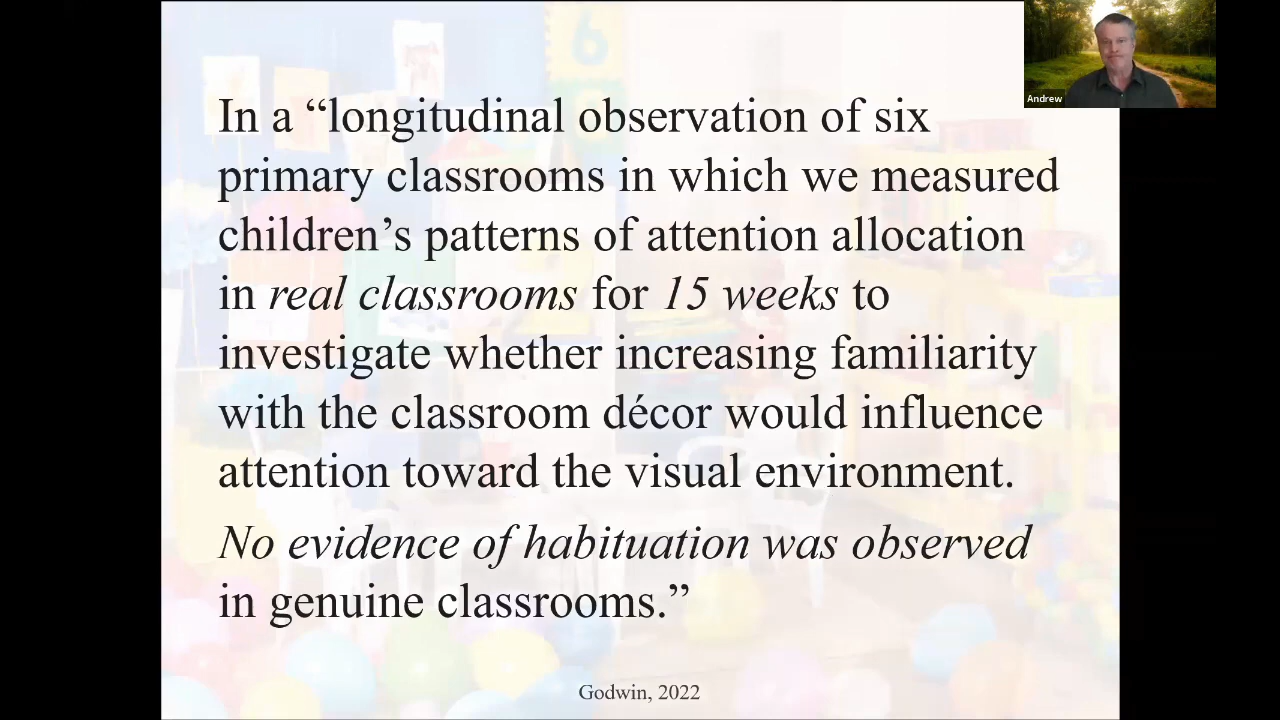 In a “longitudinal observation of six
primary classrooms in which we measured
children’s patterns of attention allocation
in real classrooms for 15 weeks to
investigate whether increasing familiarity
with the classroom décor would influence
attention toward the visual environment.
No evidence of habituation was observed
in genuine classrooms.”
Godwin, 2022
Andrew
6